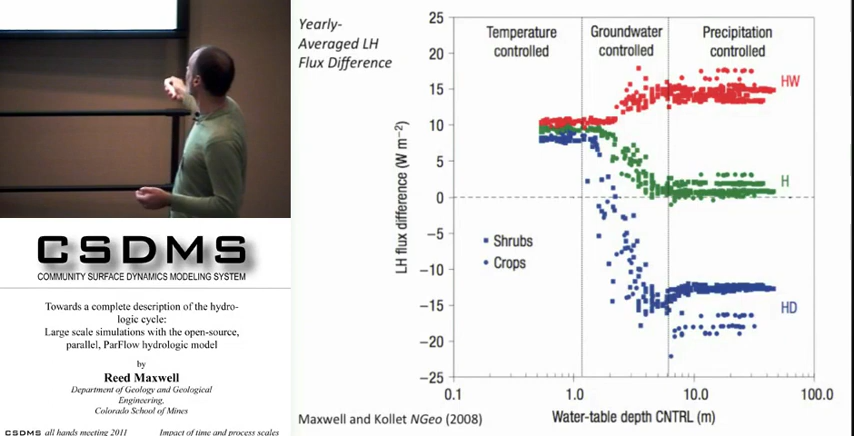 Yearly-
Averaged LH
Flux Difference
CSDMS
COMMUNITY SURFACE DYNAMICS MODELING SYSTEM
Towards a complete description of the hydro-
logic cycle:
Large scale simulations with the open-source,
parallel, ParFlow hydrologic model
by
Reed Maxwell
Department of Geology and Geological
Engineering,
Colorado School of Mines
CSDMS all hands meeting 2011 Impact of time and process scales
Temperature
controlled
Groundwater
controlled
Precipitation
controlled
25
20
15
10
5
0
−5
−10
−15
−20
−25
LH flux difference (W m−2)
HW
H
HD
Shrubs
Crops
0.1 1.0 10.0 100.0
Water-table depth CNTRL (m)
Maxwell and Kollet NGeo (2008)